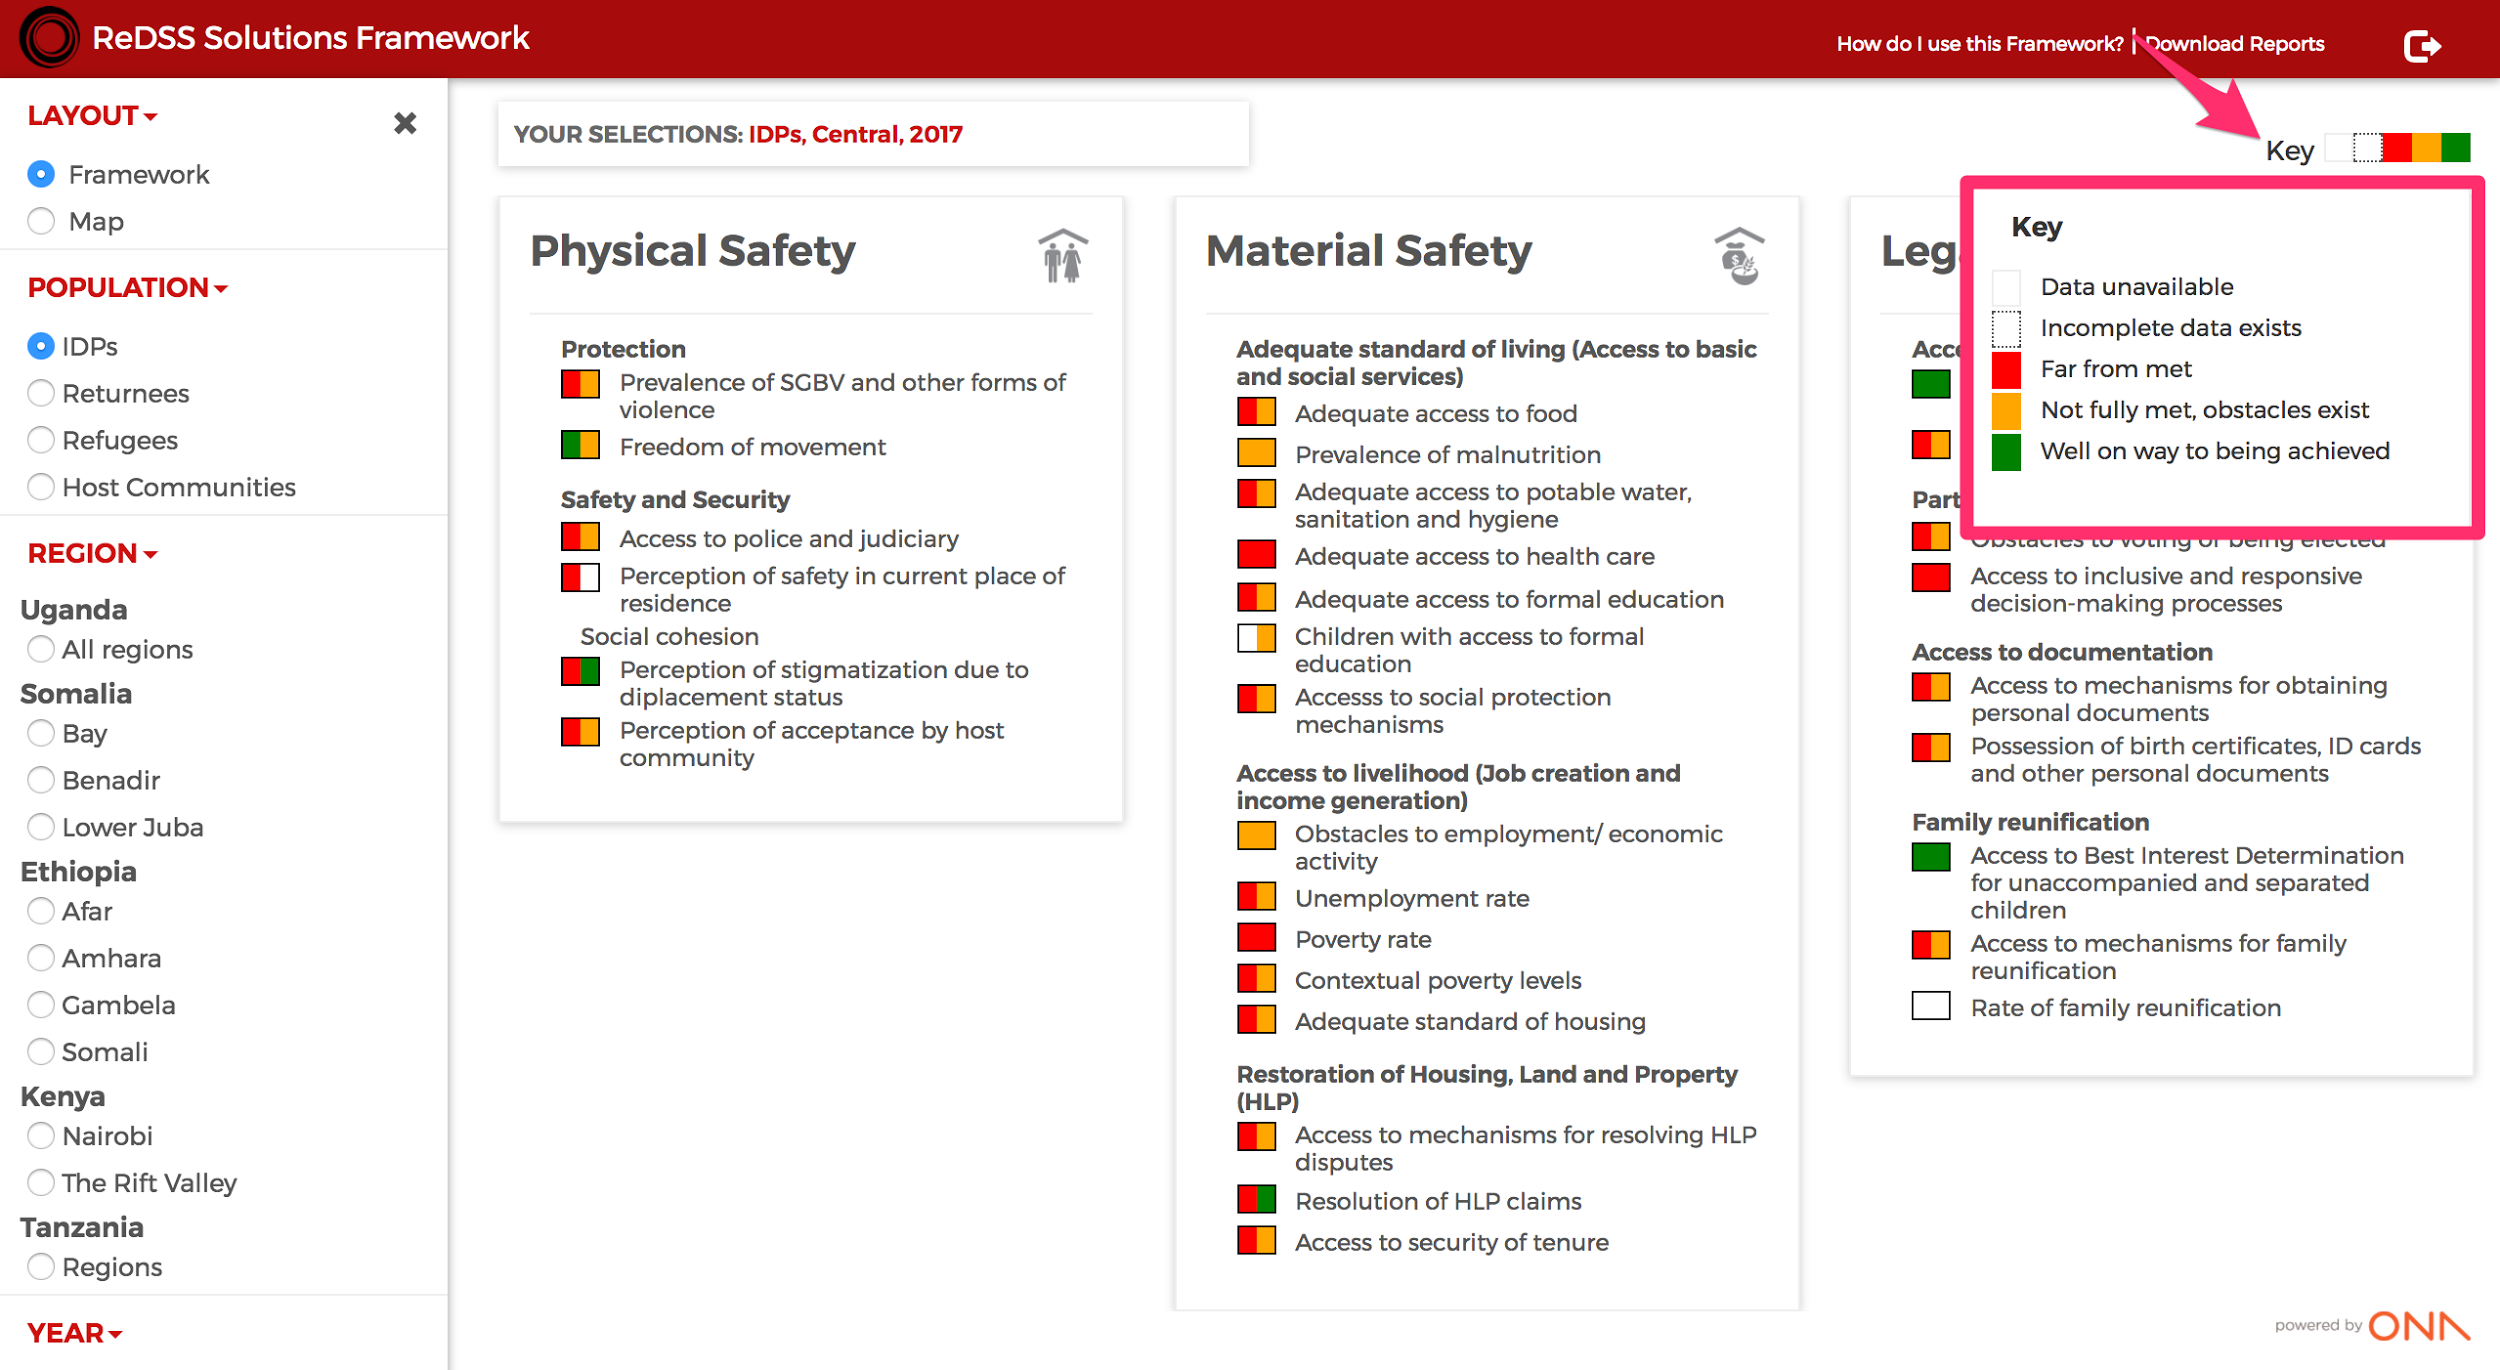 ReDSS Solutions Framework
How do I use this Framework? | Download Reports
LAYOUT
Framework
Map
POPULATION
IDPs
Returnees
Refugees
Host Communities
REGION
Uganda
All regions
Somalia
Bay
Benadir
Lower Juba
Ethiopia
Afar
Amhara
Gambela
Somali
Kenya
Nairobi
The Rift Valley
Tanzania
Regions
YEAR
YOUR SELECTIONS: IDPs, Central, 2017
Key
Physical Safety
Protection
Prevalence of SGBV and other forms of
violence
Freedom of movement
Safety and Security
Access to police and judiciary
Perception of safety in current place of
residence
Social cohesion
Perception of stigmatization due to
diplacement status
Perception of acceptance by host
community
Material Safety
Adequate standard of living (Access to basic
and social services)
Adequate access to food
Prevalence of malnutrition
Adequate access to potable water,
sanitation and hygiene
Adequate access to health care
Adequate access to formal education
Children with access to formal
education
Accesss to social protection
mechanisms
Access to livelihood (Job creation and
income generation)
Obstacles to employment/ economic
activity
Unemployment rate
Poverty rate
Contextual poverty levels
Adequate standard of housing
Restoration of Housing, Land and Property
(HLP)
Access to mechanisms for resolving HLP
disputes
Resolution of HLP claims
Access to security of tenure
Key
Data unavailable
Incomplete data exists
Far from met
Not fully met, obstacles exist
Well on way to being achieved
Obstacles to voting or being elected
Access to inclusive and responsive
decision-making processes
Access to documentation
Access to mechanisms for obtaining
personal documents
Possession of birth certificates, ID cards
and other personal documents
Family reunification
Access to Best Interest Determination
for unaccompanied and separated
children
Access to mechanisms for family
reunification
Rate of family reunification
powered by ONA